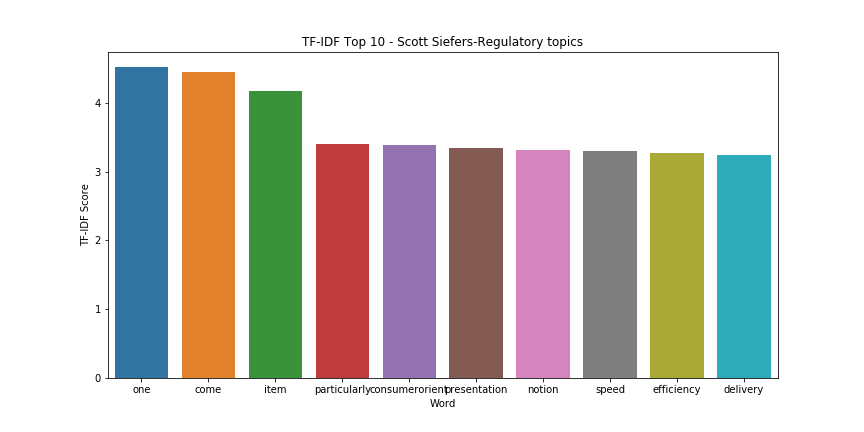 TF-IDF Top 10 - Scott Siefers-Regulatory topics
TF-IDF Score
4
3
2
1
0
one come item particularly consumerorient presentation notion speed efficiency delivery
Word